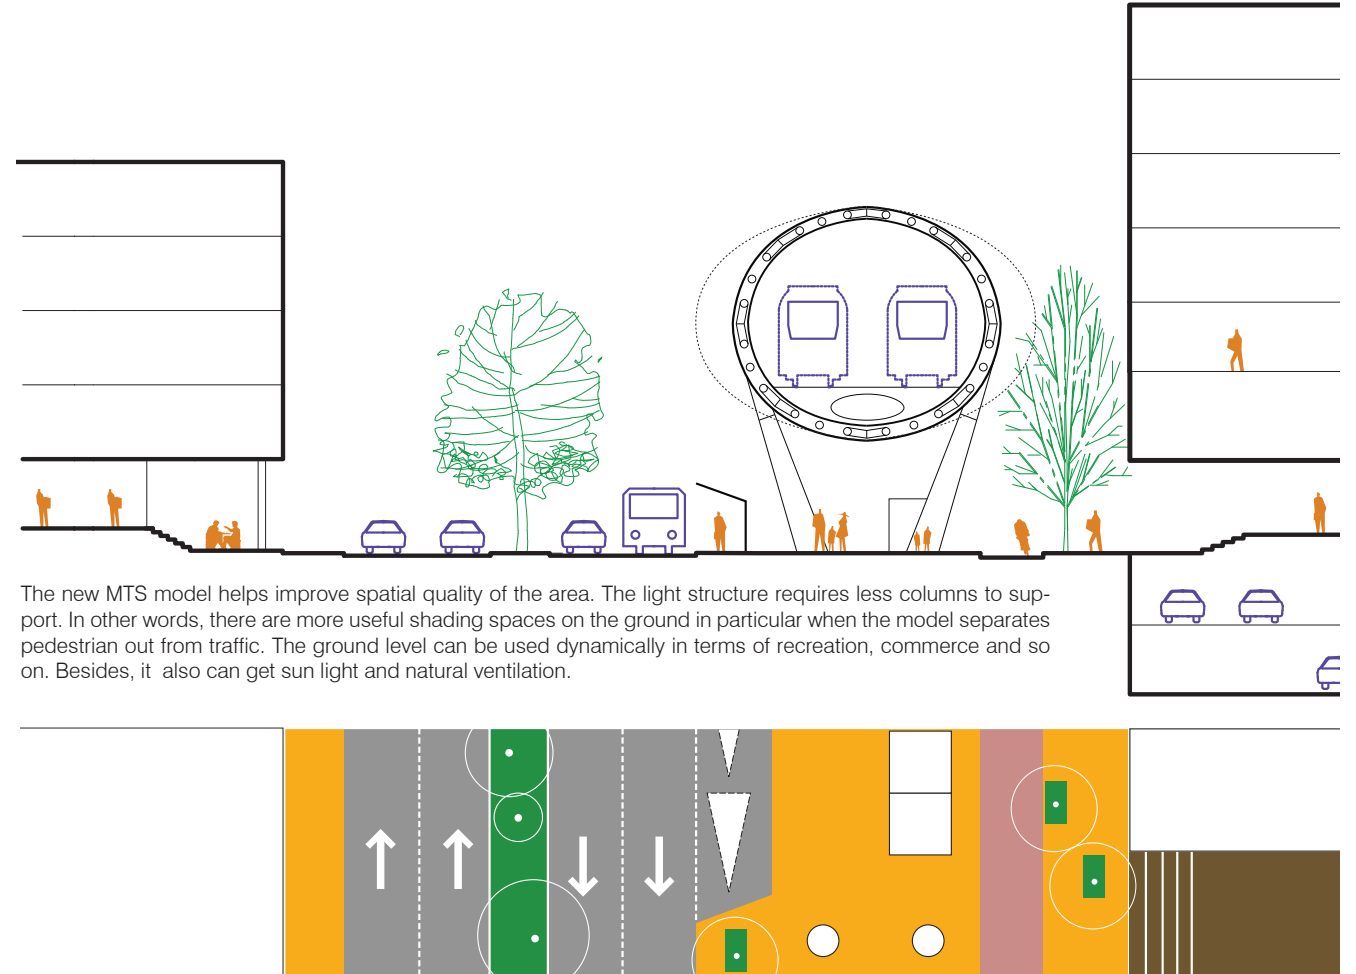 The new MTS model helps improve spatial quality of the area. The light structure requires less columns to sup-
port. In other words, there are more useful shading spaces on the ground in particular when the model separates
pedestrian out from traffic. The ground level can be used dynamically in terms of recreation, commerce and so
on. Besides, it  also can get sun light and natural ventilation.